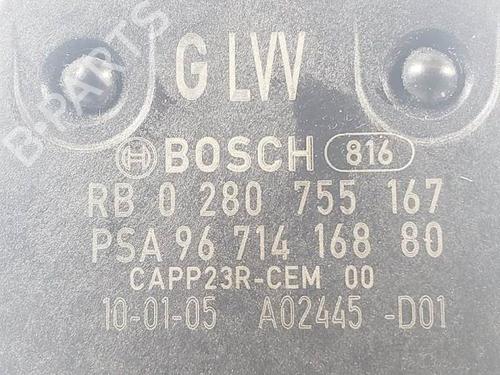 G LVV
BOSCH 816
RB 0 280 755 167
PSA 96 714 168 80
CAPP23R-CEM 00
10-01-05 A02445 -D01
B-PARTS